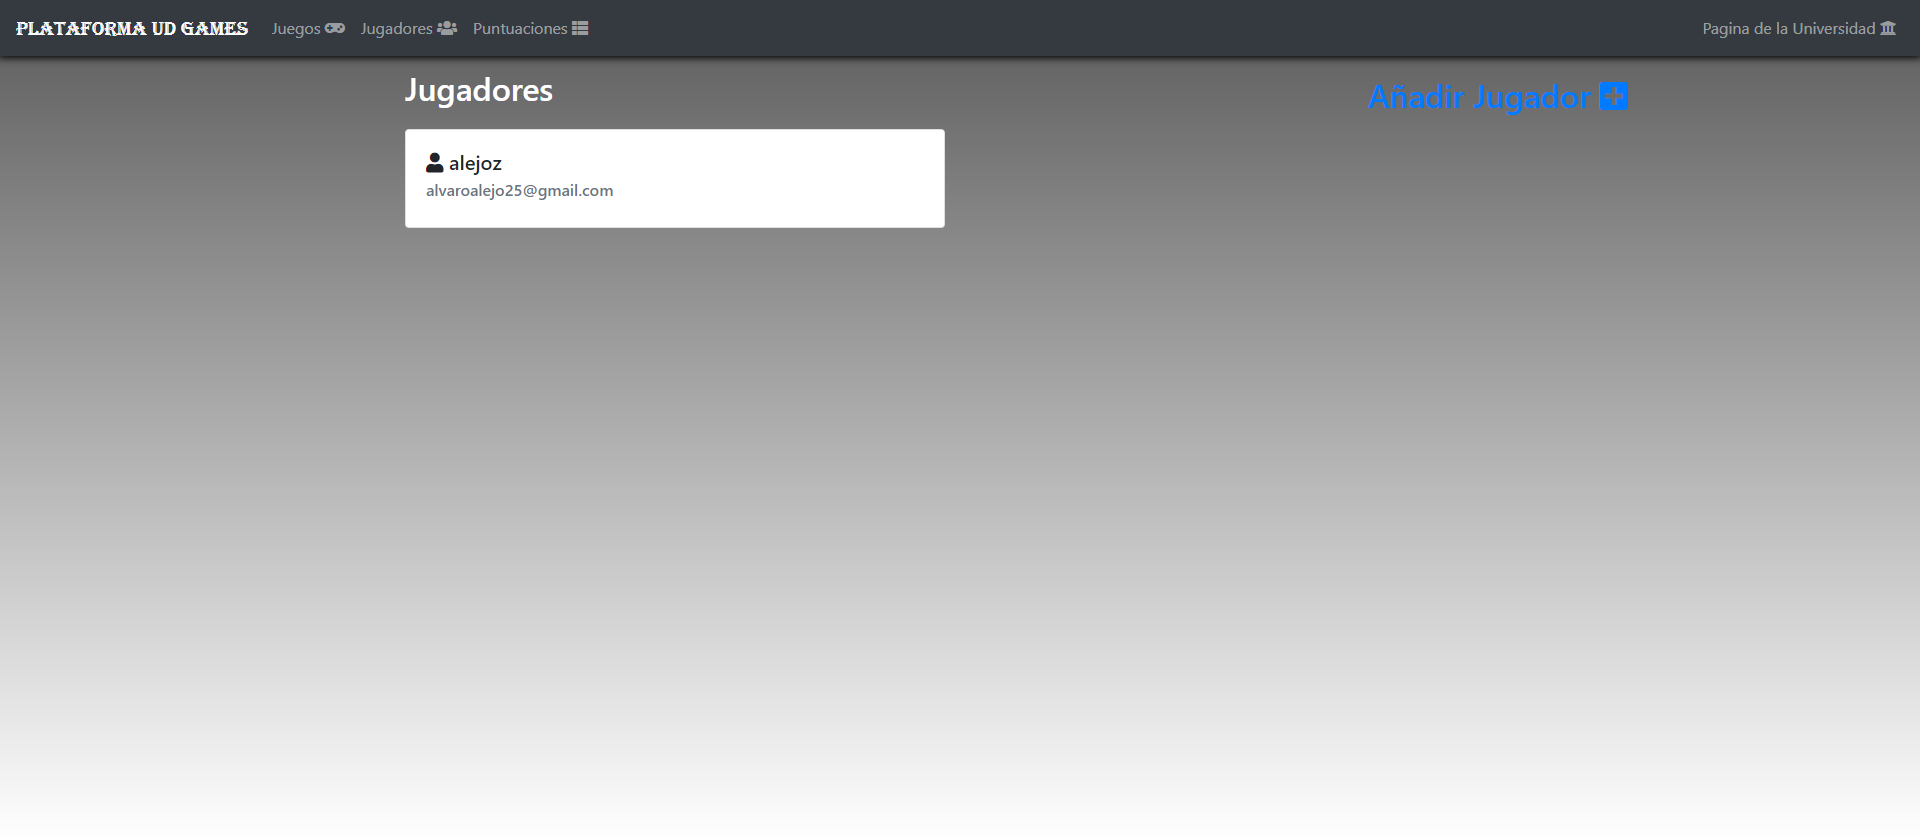 PLATAFORMA UD GAMES Juegos Jugadores Puntuaciones Pagina de la Universidad
Jugadores Añadir Jugador
alejoz
alvaroalejo25@gmail.com